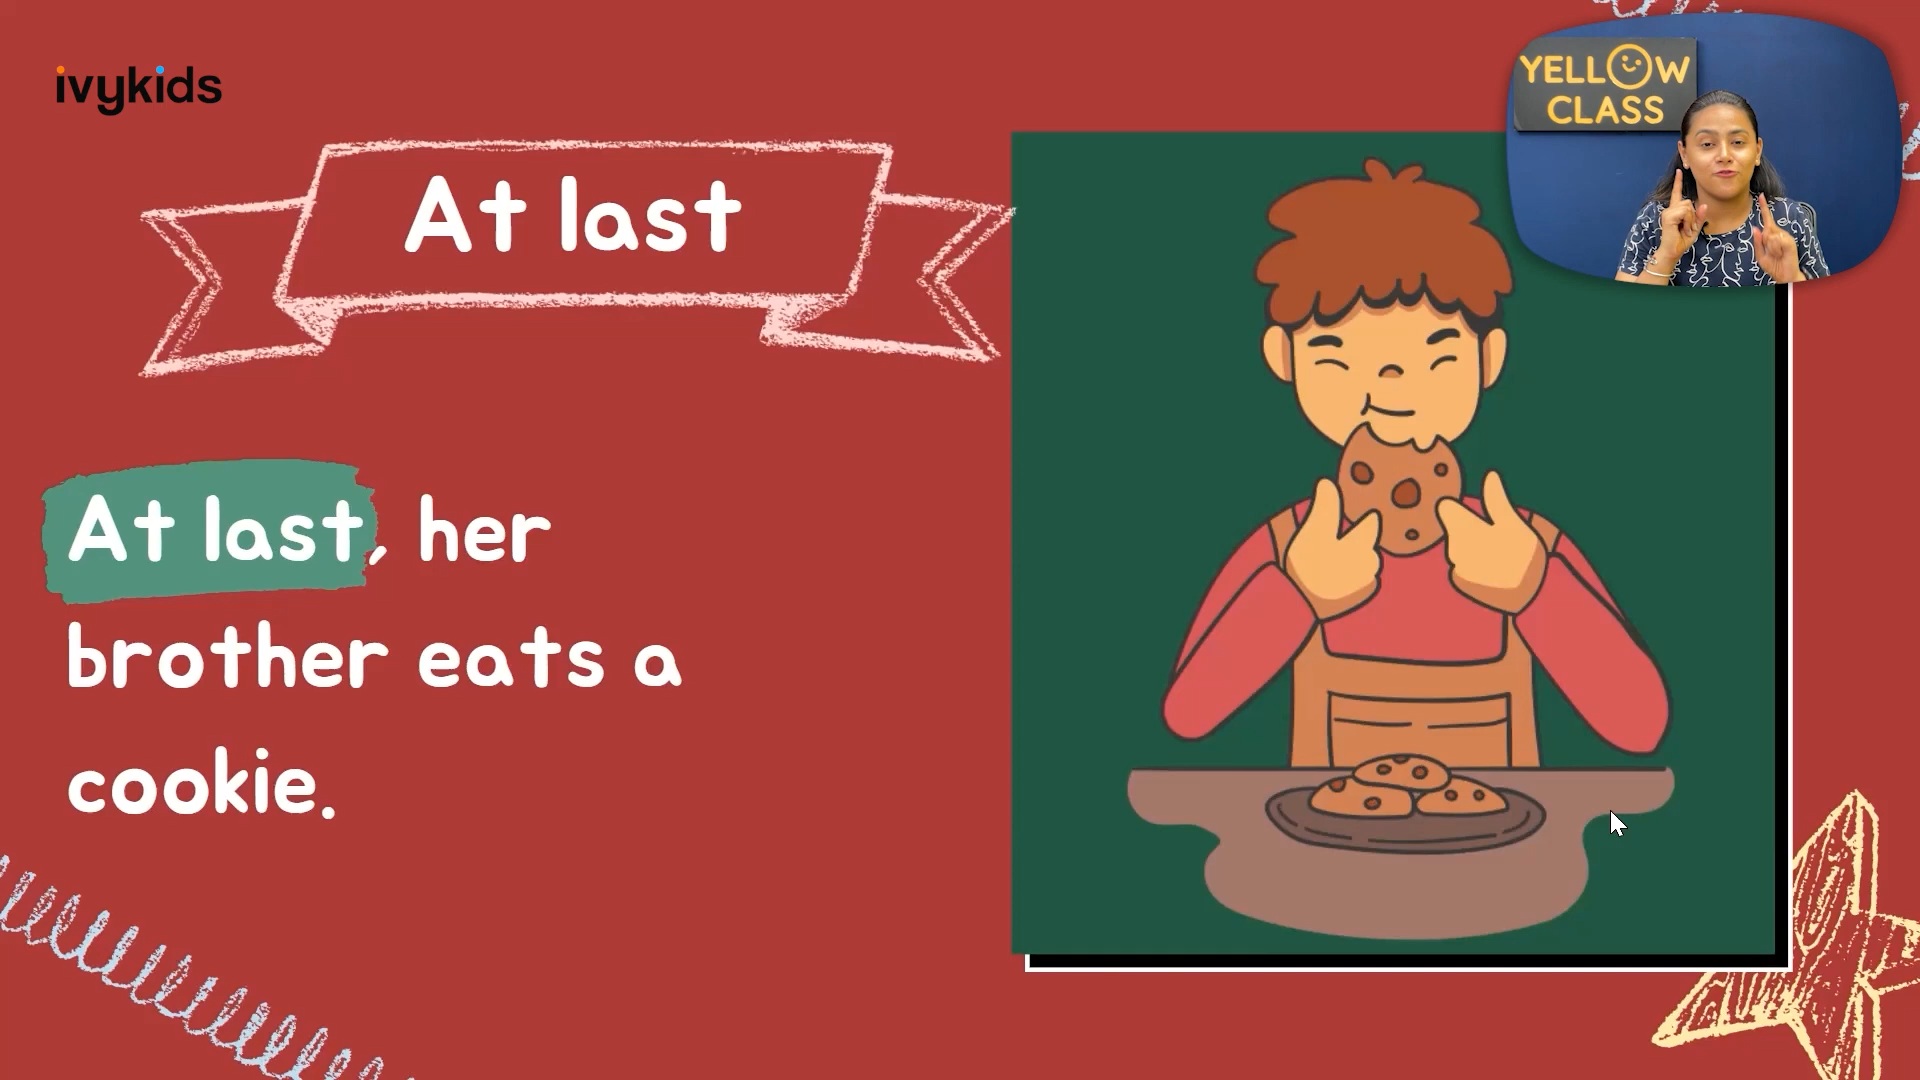 ivykids
YELLOW
CLASS
At last
At last, her
brother eats a
cookie.